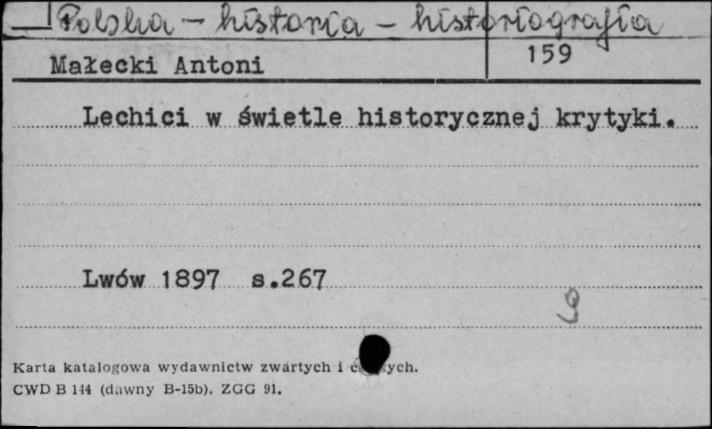 Polska - historia - historiografia
Małecki Antoni
159
Lechici w świetle historycznej krytyki.
Lwów 1897 s.267
Karta katalogowa wydawnictw zwartych i
CWD B 144 (dawny B-15b). ZGG 91.